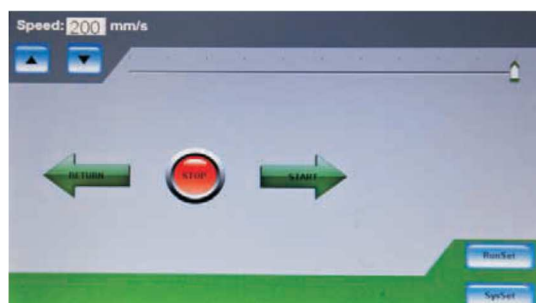 Speed: 200 mm/s
RETURN
STOP
START
RunSet
SysSet